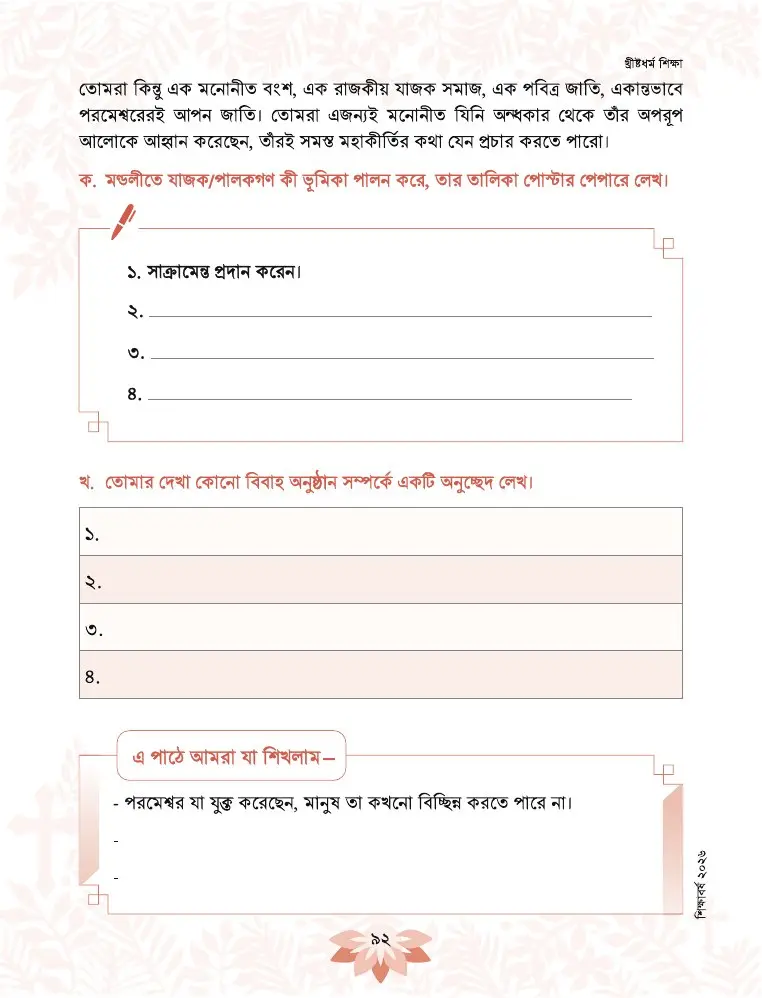 খ্রীষ্টধর্ম শিক্ষা
তোমরা কিন্তু এক মনোনীত বংশ, এক রাজকীয় যাজক সমাজ, এক পবিত্র জাতি, একান্তভাবে
পরমেশ্বরেরই আপন জাতি। তোমরা এজন্যই মনোনীত যিনি অন্ধকার থেকে তাঁর অপরূপ
আলোকে আহ্বান করেছেন, তাঁরই সমস্ত মহাকীর্তির কথা যেন প্রচার করতে পারো।
ক. মন্ডলীতে যাজক/পালকগণ কী ভূমিকা পালন করে, তার তালিকা পোস্টার পেপারে লেখ।
১. সাক্রামেন্ত প্রদান করেন।
২.
৩.
৪.
খ. তোমার দেখা কোনো বিবাহ অনুষ্ঠান সম্পর্কে একটি অনুচ্ছেদ লেখ।
১.
২.
৩.
৪.
এ পাঠে আমরা যা শিখলাম–
- পরমেশ্বর যা যুক্ত করেছেন, মানুষ তা কখনো বিচ্ছিন্ন করতে পারে না।
-
-
শিক্ষাবর্ষ ২০২৬
৯২